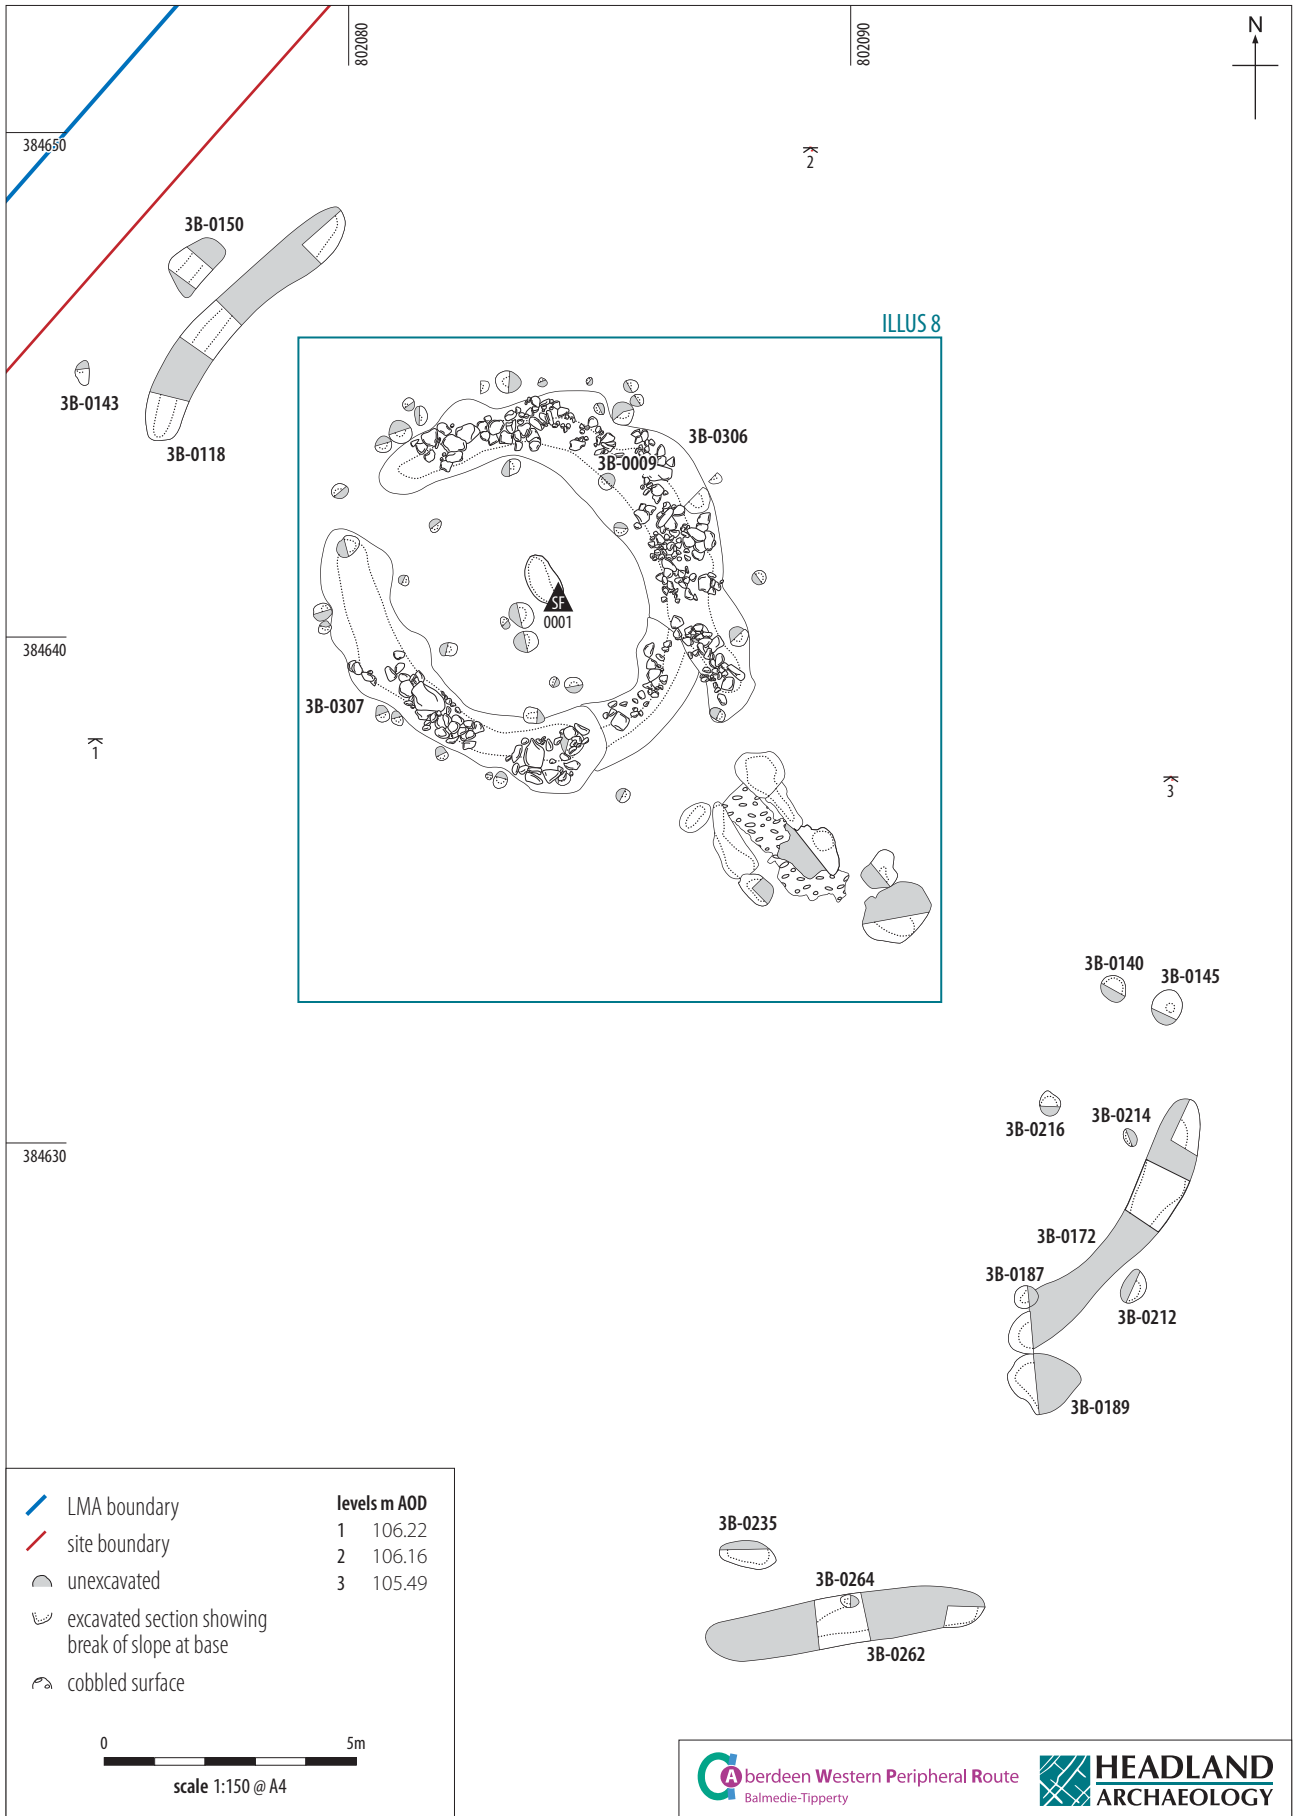 802080
802090
N
384650
2
3B-0150
ILLUS 8
3B-0143
3B-0118
3B-0306
3B-0009
SF
0001
384640
3B-0307
1
3
3B-0140
3B-0145
3B-0216
3B-0214
384630
3B-0172
3B-0187
3B-0212
3B-0189
LMA boundary
site boundary
unexcavated
excavated section showing
break of slope at base
cobbled surface
levels m AOD
1 106.22
2 106.16
3 105.49
0 5m
scale 1:150 @ A4
3B-0235
3B-0264
3B-0262
Aberdeen Western Peripheral Route
Balmedie-Tipperty
HEADLAND
ARCHAEOLOGY